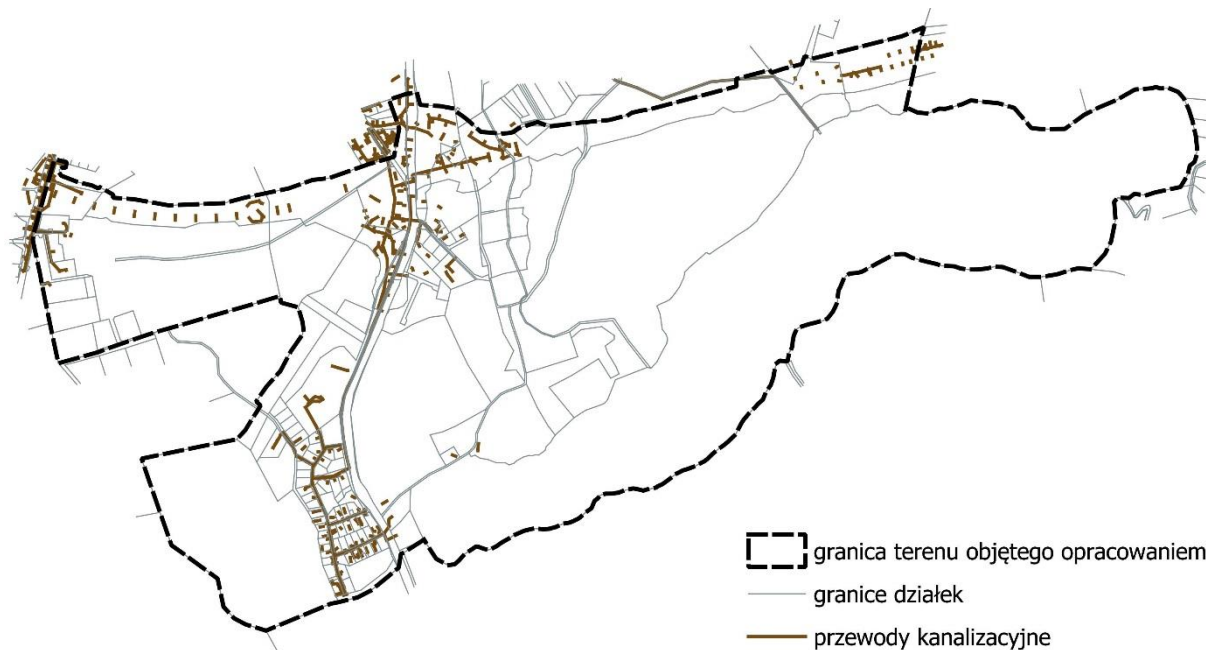 granica terenu objętego opracowaniem
granice działek
przewody kanalizacyjne